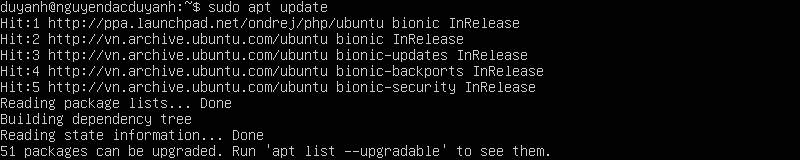 duyanh@nguyendacduyanh:~$ sudo apt update
Hit:1 http://ppa.launchpad.net/ondrej/php/ubuntu bionic InRelease
Hit:2 http://vn.archive.ubuntu.com/ubuntu bionic InRelease
Hit:3 http://vn.archive.ubuntu.com/ubuntu bionic-updates InRelease
Hit:4 http://vn.archive.ubuntu.com/ubuntu bionic-backports InRelease
Hit:5 http://vn.archive.ubuntu.com/ubuntu bionic-security InRelease
Reading package lists... Done
Building dependency tree
Reading state information... Done
51 packages can be upgraded. Run 'apt list --upgradable' to see them.